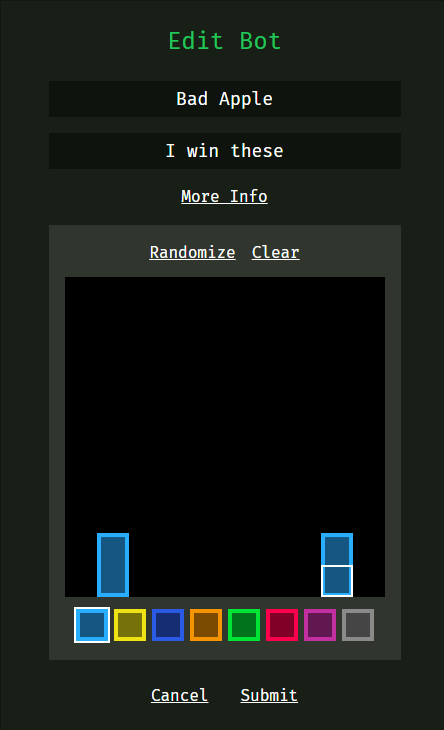 Edit Bot
Bad Apple
I win these
More Info
Randomize Clear
Cancel Submit